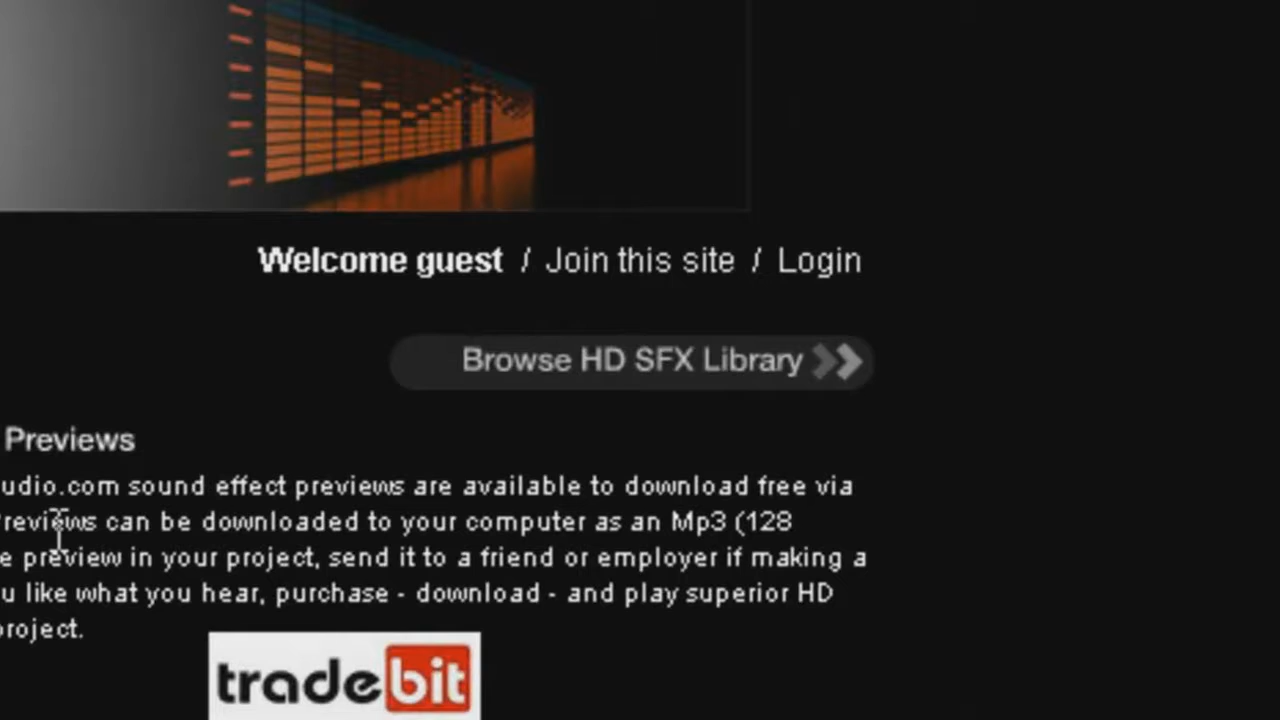 Welcome guest / Join this site / Login
Browse HD SFX Library
Previews
udio.com sound effect previews are available to download free via
Previews can be downloaded to your computer as an Mp3 (128
e preview in your project, send it to a friend or employer if making a
u like what you hear, purchase - download - and play superior HD
project.
tradebit